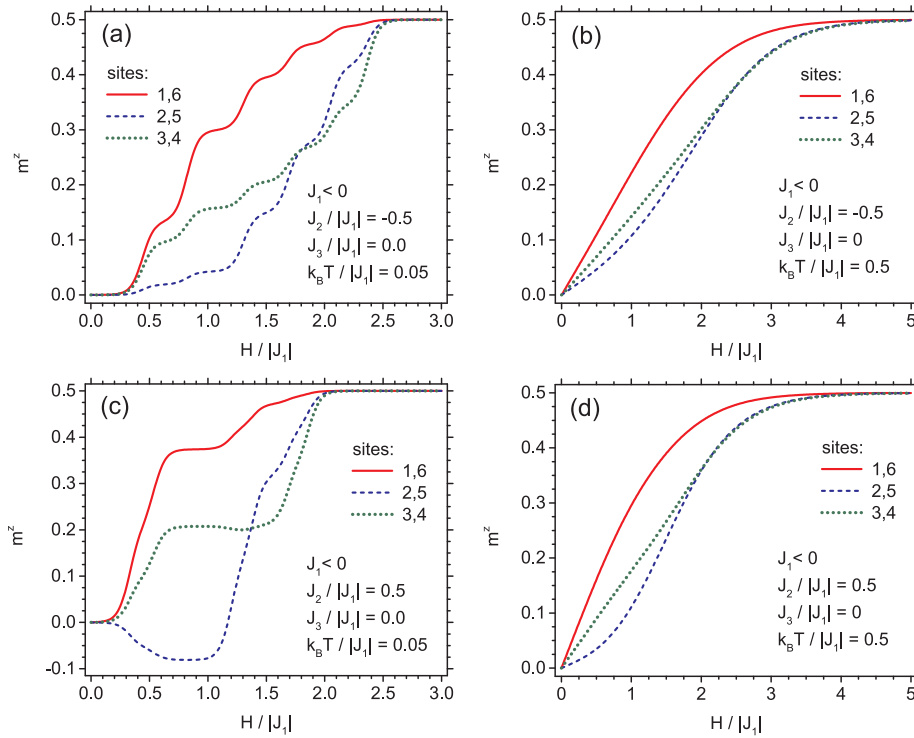 (a)
sites:
1,6
2,5
3,4
J₁< 0
J₂ / |J₁| = -0.5
J₃ / |J₁| = 0.0
k_B T / |J₁| = 0.05
m^z
0.5
0.4
0.3
0.2
0.1
0.0
0.0 0.5 1.0 1.5 2.0 2.5 3.0
H / |J₁|
(b)
sites:
1,6
2,5
3,4
J₁< 0
J₂ / |J₁| = -0.5
J₃ / |J₁| = 0
k_B T / |J₁| = 0.5
m^z
0.5
0.4
0.3
0.2
0.1
0.0
0 1 2 3 4 5
H / |J₁|
(c)
sites:
1,6
2,5
3,4
J₁< 0
J₂ / |J₁| = 0.5
J₃ / |J₁| = 0.0
k_B T / |J₁| = 0.05
m^z
0.5
0.4
0.3
0.2
0.1
0.0
-0.1
0.0 0.5 1.0 1.5 2.0 2.5 3.0
H / |J₁|
(d)
sites:
1,6
2,5
3,4
J₁< 0
J₂ / |J₁| = 0.5
J₃ / |J₁| = 0
k_B T / |J₁| = 0.5
m^z
0.5
0.4
0.3
0.2
0.1
0.0
0 1 2 3 4 5
H / |J₁|